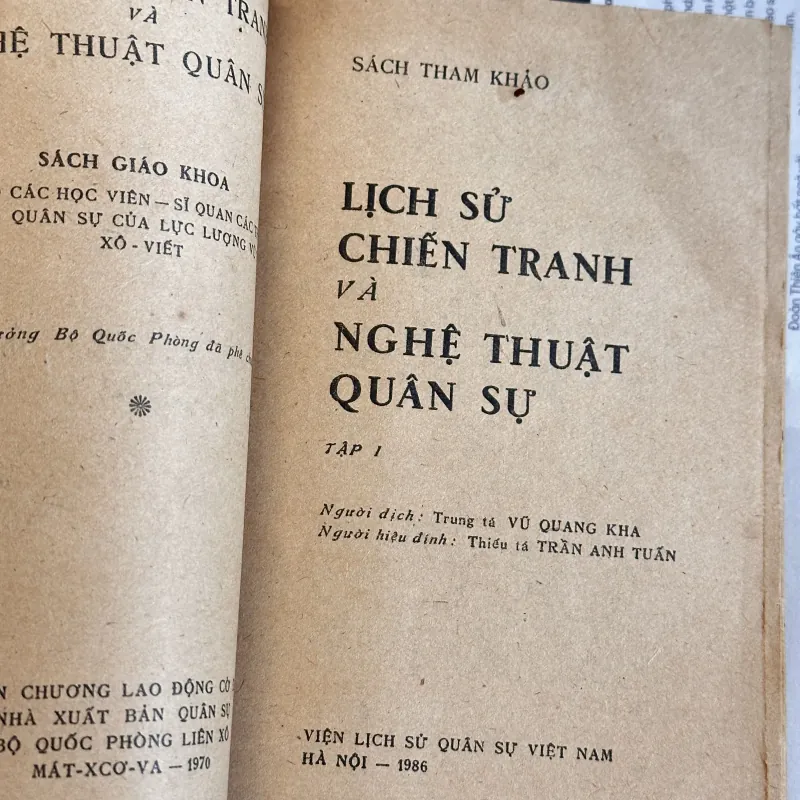 VÀ
THUẬT QUÂN
SÁCH GIÁO KHOA
CÁC HỌC VIÊN — SĨ QUAN CÁC
QUÂN SỰ CỦA LỰC LƯỢNG
XÔ - VIẾT
Bộ Quốc Phòng đã phê
CHƯƠNG LAO ĐỘNG CỜ
NHÀ XUẤT BẢN QUÂN SỰ
BỘ QUỐC PHÒNG LIÊN XÔ
MÁT-XCƠ-VA — 1970
SÁCH THAM KHẢO
LỊCH SỬ
CHIẾN TRANH
VÀ
NGHỆ THUẬT
QUÂN SỰ
TẬP I
Người dịch: Trung tá VŨ QUANG KHA
Người hiệu đính: Thiếu tá TRẦN ANH TUẤN
VIỆN LỊCH SỬ QUÂN SỰ VIỆT NAM
HÀ NỘI — 1986